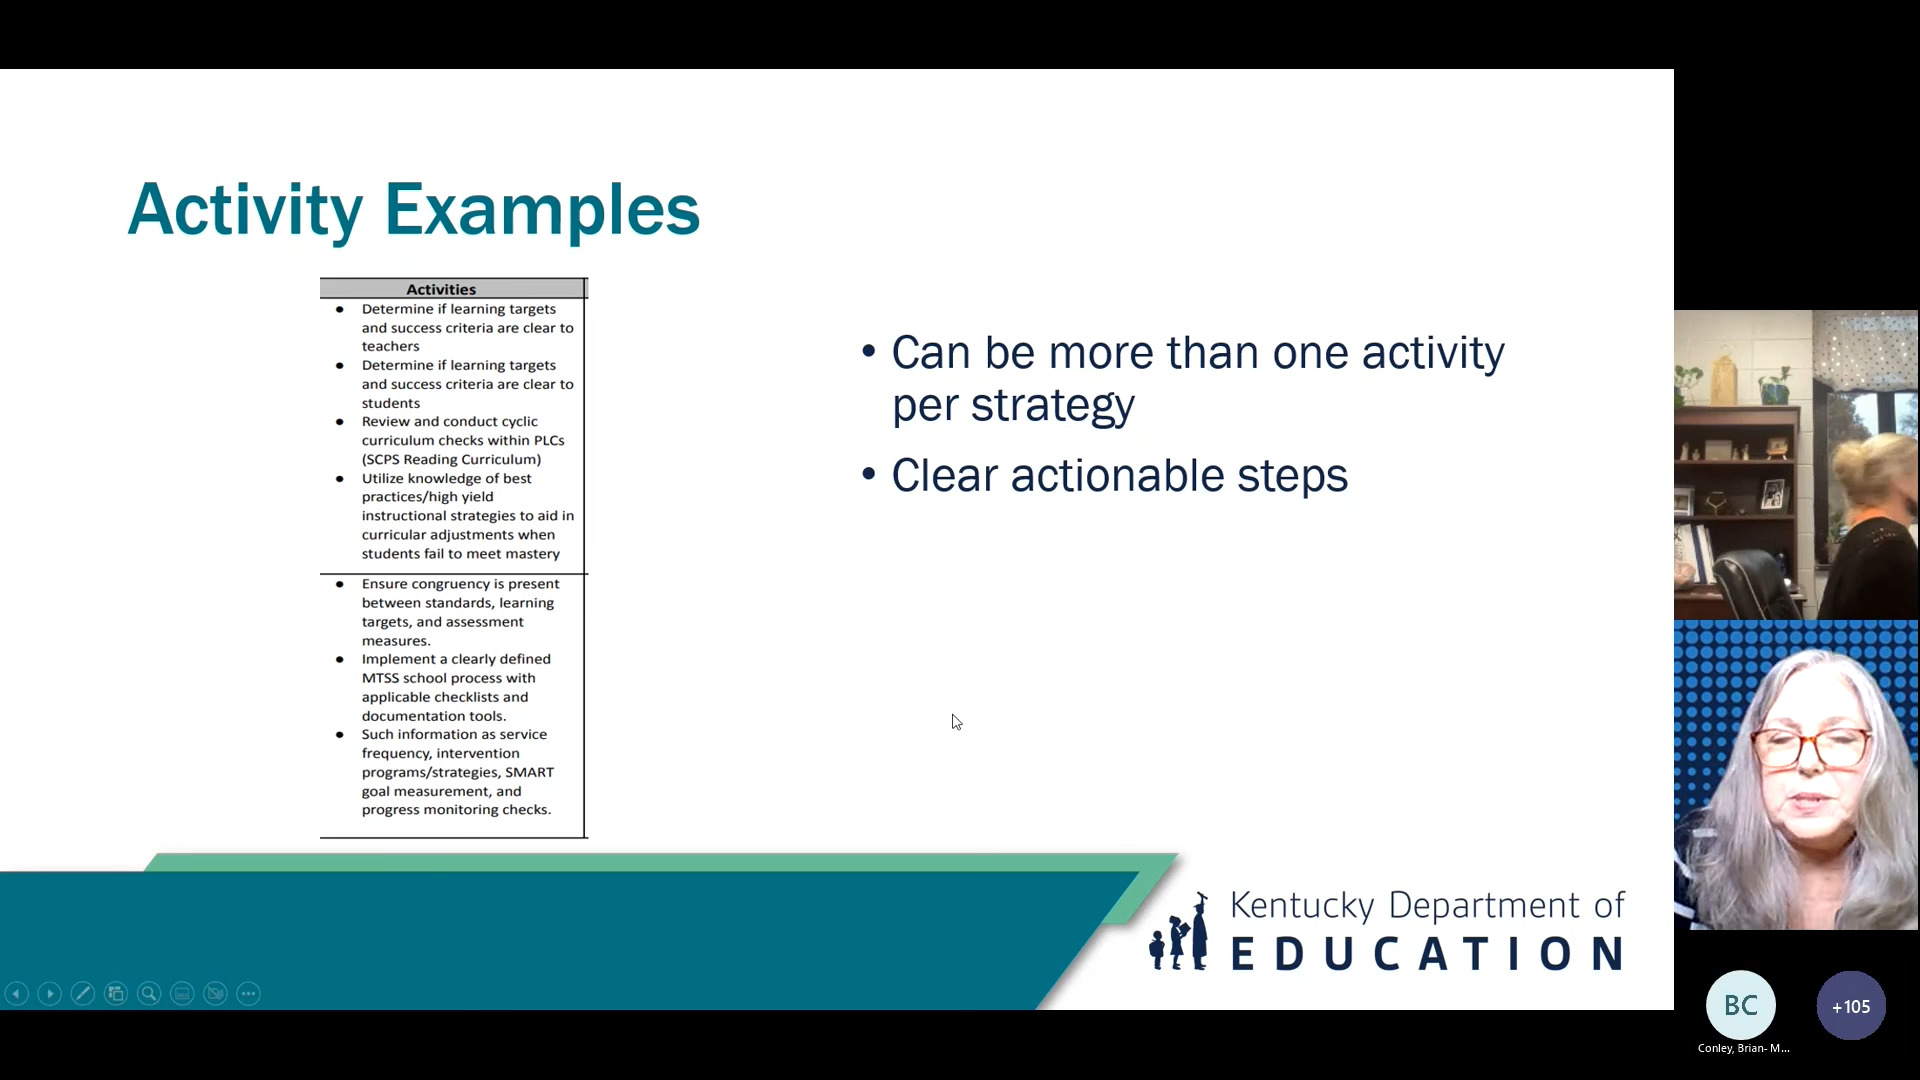 Activity Examples
Activities
● Determine if learning targets
and success criteria are clear to
teachers
● Determine if learning targets
and success criteria are clear to
students
● Review and conduct cyclic
curriculum checks within PLCs
(SCPS Reading Curriculum)
● Utilize knowledge of best
practices/high yield
instructional strategies to aid in
curricular adjustments when
students fail to meet mastery
● Ensure congruency is present
between standards, learning
targets, and assessment
measures.
● Implement a clearly defined
MTSS school process with
applicable checklists and
documentation tools.
● Such information as service
frequency, intervention
programs/strategies, SMART
goal measurement, and
progress monitoring checks.
• Can be more than one activity
per strategy
• Clear actionable steps
Kentucky Department of
EDUCATION
BC
+105
Conley, Brian- M...